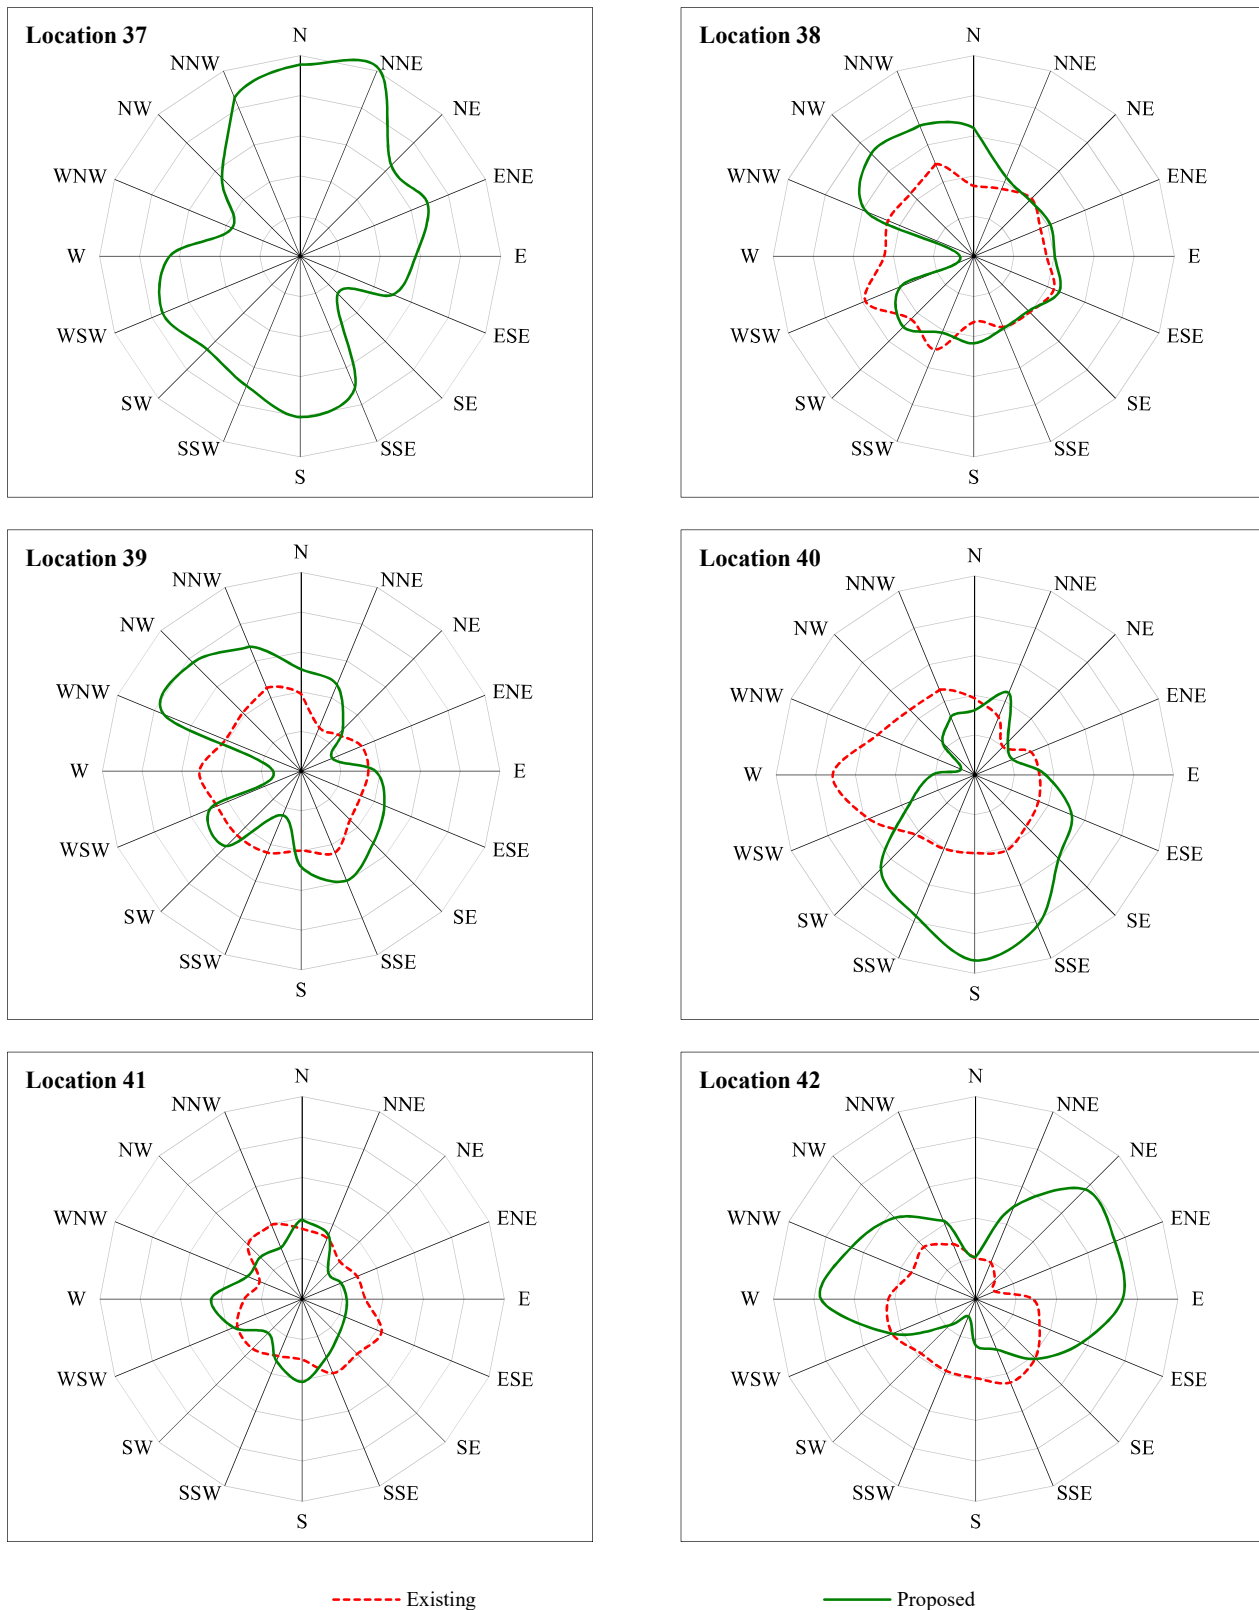 Location 37
N
NNW
NNE
NW
NE
WNW
ENE
W
E
WSW
ESE
SW
SE
SSW
SSE
S
Location 38
N
NNW
NNE
NW
NE
WNW
ENE
W
E
WSW
ESE
SW
SE
SSW
SSE
S
Location 39
N
NNW
NNE
NW
NE
WNW
ENE
W
E
WSW
ESE
SW
SE
SSW
SSE
S
Location 40
N
NNW
NNE
NW
NE
WNW
ENE
W
E
WSW
ESE
SW
SE
SSW
SSE
S
Location 41
N
NNW
NNE
NW
NE
WNW
ENE
W
E
WSW
ESE
SW
SE
SSW
SSE
S
Location 42
N
NNW
NNE
NW
NE
WNW
ENE
W
E
WSW
ESE
SW
SE
SSW
SSE
S
Existing
Proposed